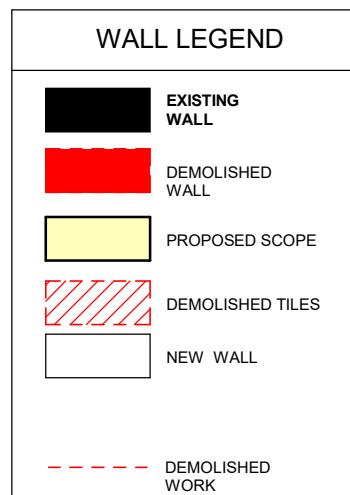 WALL LEGEND
EXISTING
WALL
DEMOLISHED
WALL
PROPOSED SCOPE
DEMOLISHED TILES
NEW WALL
DEMOLISHED
WORK